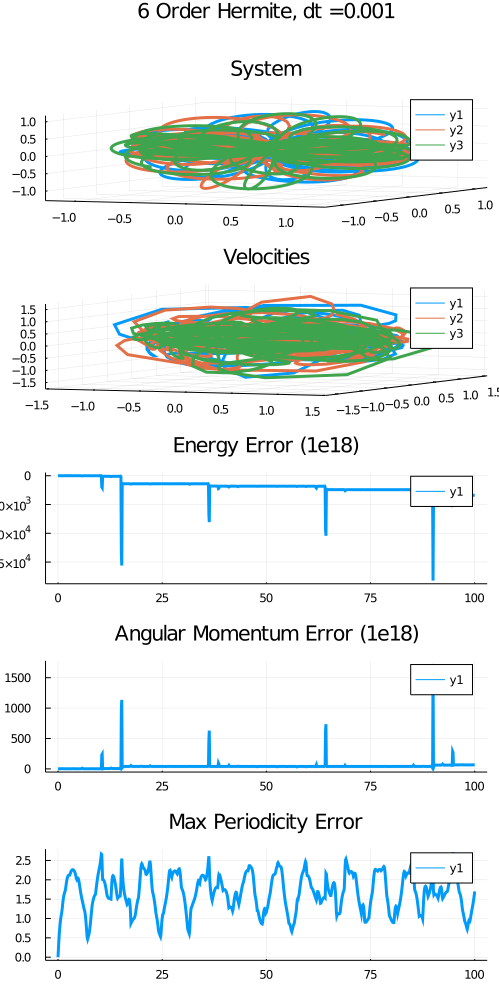 6 Order Hermite, dt =0.001
System
1.0
0.5
0.0
−0.5
−1.0
−1.0 −0.5 0.0 0.5 1.0 −1.0 −0.5 0.0 0.5 1.0
y1
y2
y3
Velocities
1.5
1.0
0.5
0.0
−0.5
−1.0
−1.5
−1.5 −1.0 −0.5 0.0 0.5 1.0 1.5 −1.5 −1.0 −0.5 0.0 0.5 1.0 1.5
y1
y2
y3
Energy Error (1e18)
0
0×10³
0×10⁴
5×10⁴
0 25 50 75 100
y1
Angular Momentum Error (1e18)
1500
1000
500
0
0 25 50 75 100
y1
Max Periodicity Error
2.5
2.0
1.5
1.0
0.5
0.0
0 25 50 75 100
y1